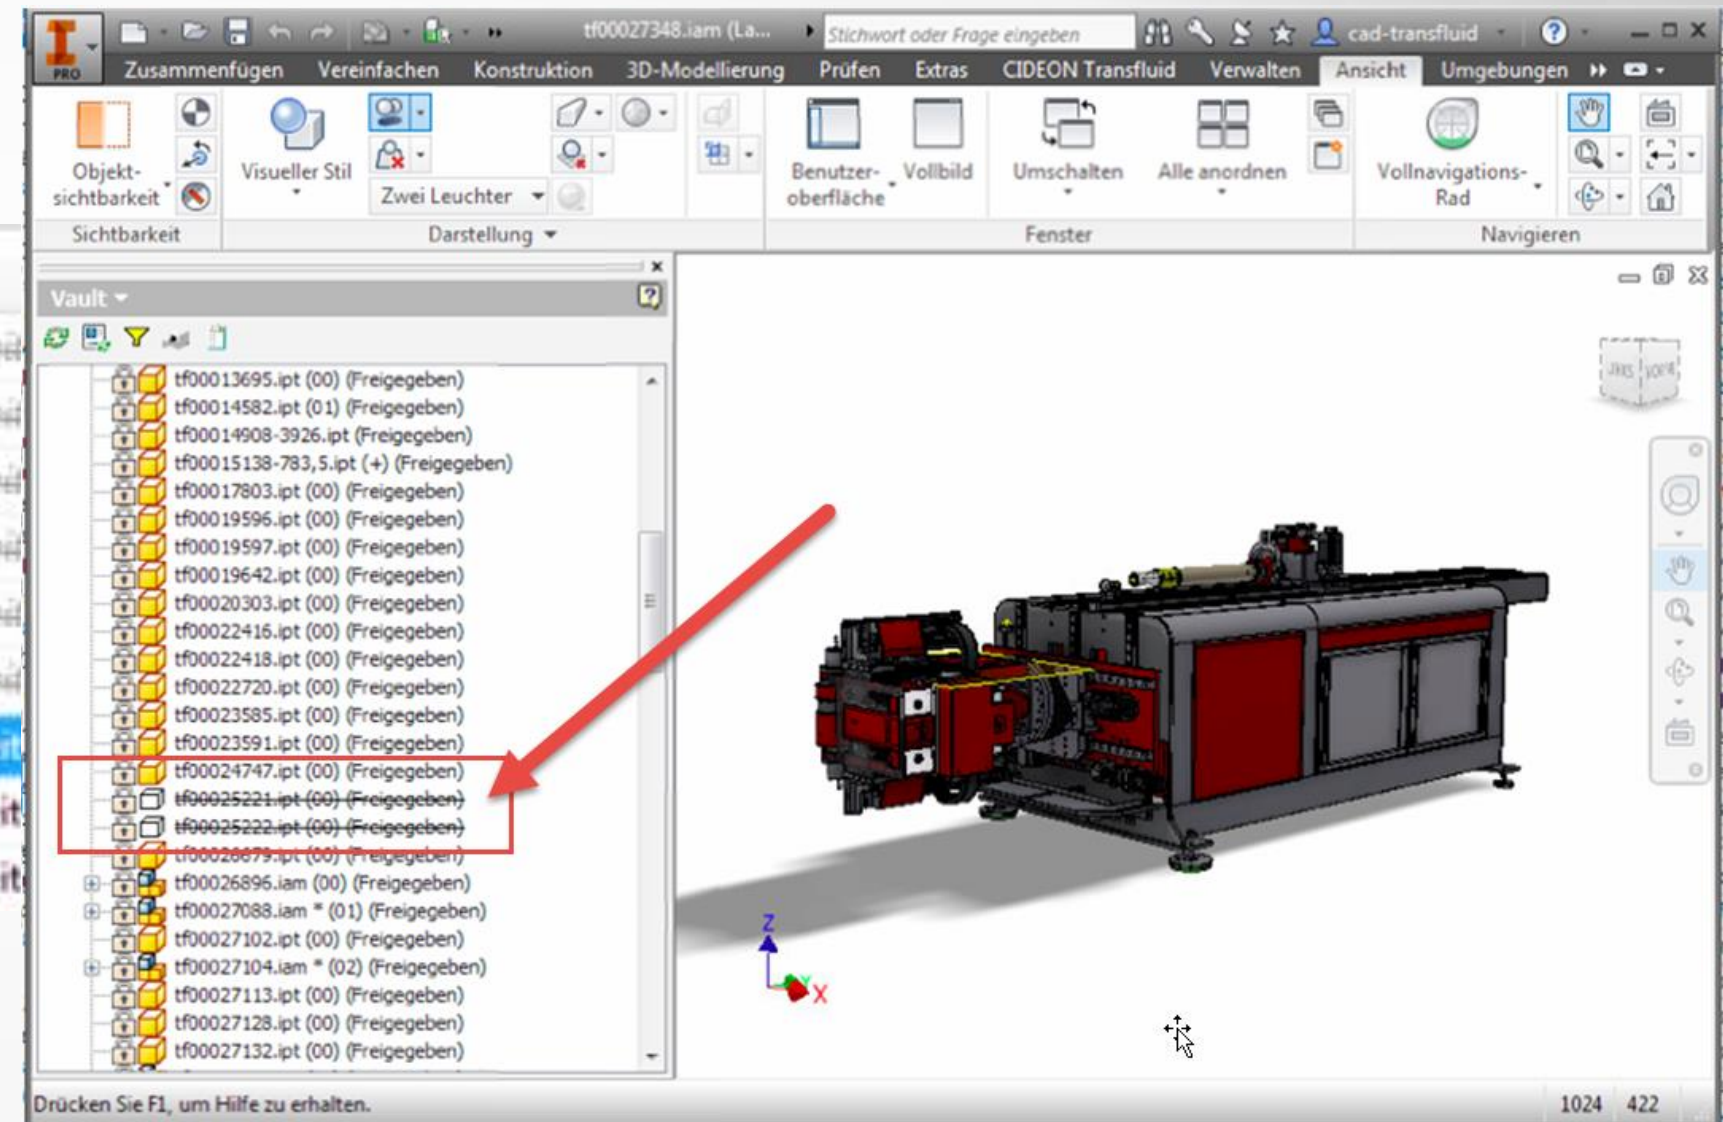 PRO
tf00027348.iam (La...
Stichwort oder Frage eingeben
cad-transfluid
Zusammenfügen Vereinfachen Konstruktion 3D-Modellierung Prüfen Extras CIDEON Transfluid Verwalten Ansicht Umgebungen
Objekt-
sichtbarkeit
Visueller Stil
Zwei Leuchter
Benutzer-
oberfläche
Vollbild
Umschalten
Alle anordnen
Vollnavigations-
Rad
Sichtbarkeit Darstellung Fenster Navigieren
Vault
tf00013695.ipt (00) (Freigegeben)
tf00014582.ipt (01) (Freigegeben)
tf00014908-3926.ipt (Freigegeben)
tf00015138-783,5.ipt (+) (Freigegeben)
tf00017803.ipt (00) (Freigegeben)
tf00019596.ipt (00) (Freigegeben)
tf00019597.ipt (00) (Freigegeben)
tf00019642.ipt (00) (Freigegeben)
tf00020303.ipt (00) (Freigegeben)
tf00022416.ipt (00) (Freigegeben)
tf00022418.ipt (00) (Freigegeben)
tf00022720.ipt (00) (Freigegeben)
tf00023585.ipt (00) (Freigegeben)
tf00023591.ipt (00) (Freigegeben)
tf00024747.ipt (00) (Freigegeben)
tf00025221.ipt (00) (Freigegeben)
tf00025222.ipt (00) (Freigegeben)
tf00026679.ipt (00) (Freigegeben)
tf00026896.iam (00) (Freigegeben)
tf00027088.iam * (01) (Freigegeben)
tf00027102.ipt (00) (Freigegeben)
tf00027104.iam * (02) (Freigegeben)
tf00027113.ipt (00) (Freigegeben)
tf00027128.ipt (00) (Freigegeben)
tf00027132.ipt (00) (Freigegeben)
Z
X
Drücken Sie F1, um Hilfe zu erhalten.
1024 422